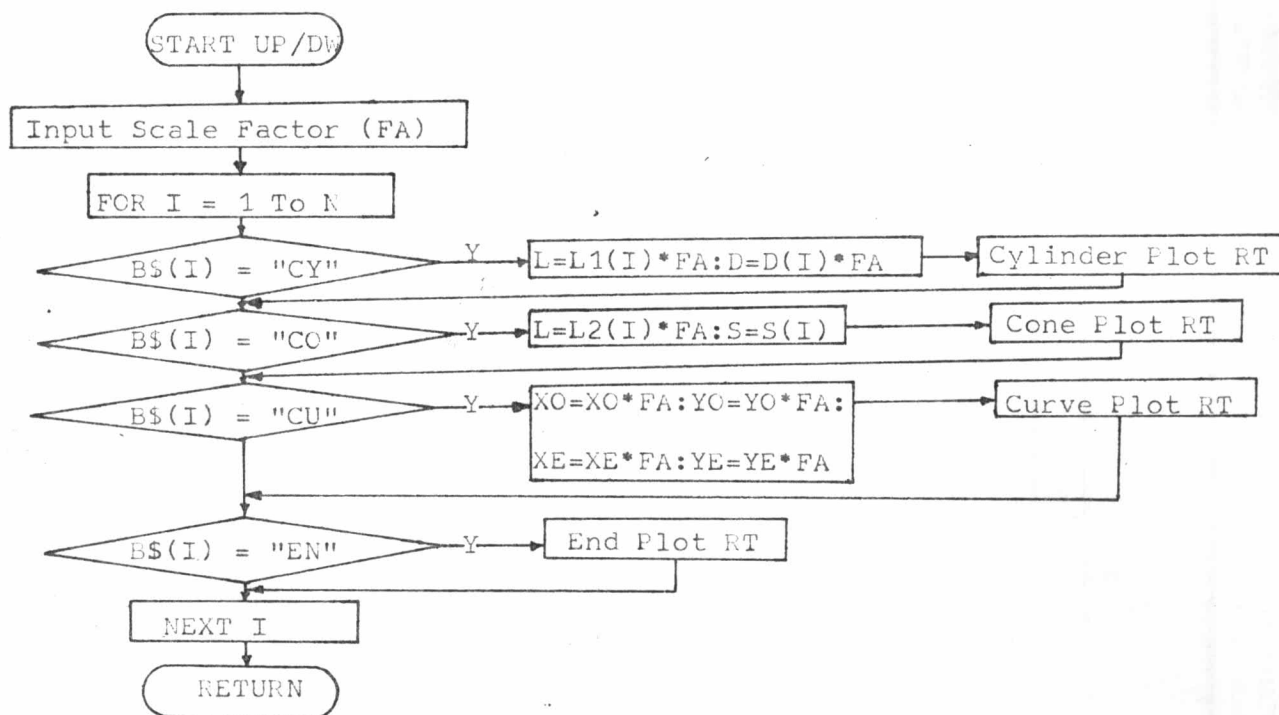 START UP/DW
Input Scale Factor (FA)
FOR I = 1 To N
B$(I) = "CY"
Y
L=L1(I)*FA:D=D(I)*FA
Cylinder Plot RT
B$(I) = "CO"
Y
L=L2(I)*FA:S=S(I)
Cone Plot RT
B$(I) = "CU"
Y
XO=XO*FA:YO=YO*FA:
XE=XE*FA:YE=YE*FA
Curve Plot RT
B$(I) = "EN"
Y
End Plot RT
NEXT I
RETURN